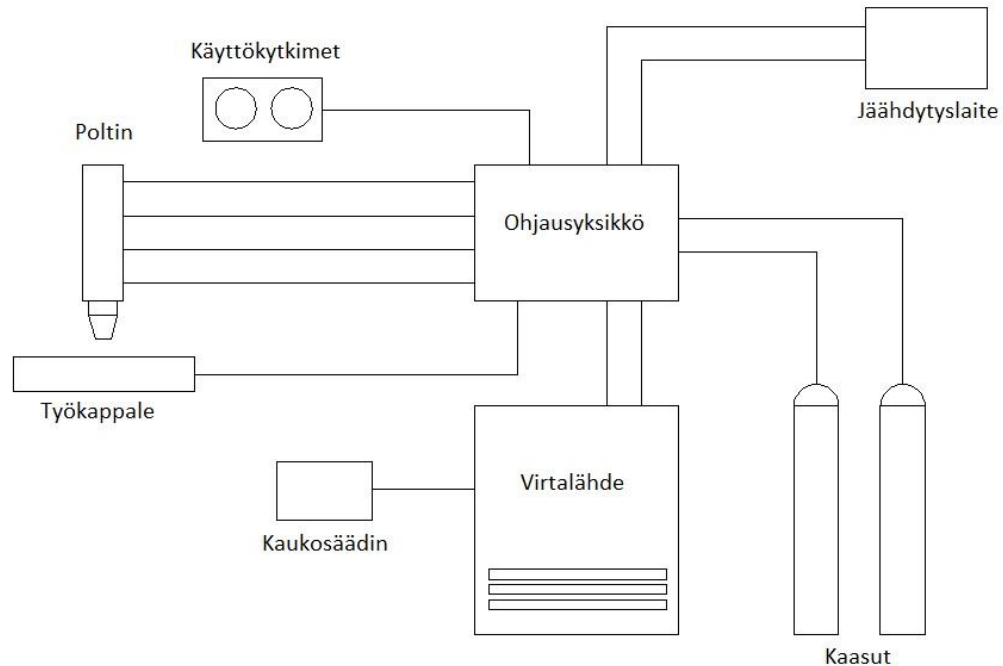 Käyttökytkimet
Jäähdytyslaite
Poltin
Ohjausyksikkö
Työkappale
Virtalähde
Kaukosäädin
Kaasut